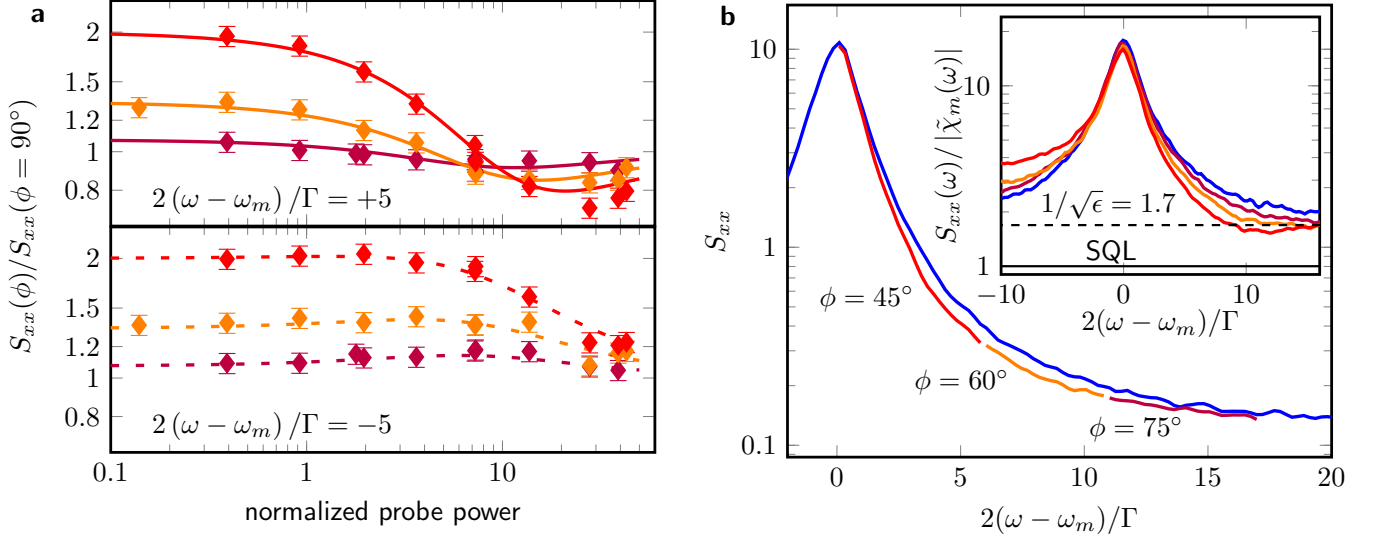 a
S_xx(ϕ)/S_xx(ϕ = 90°)
2
1.6
1.2
1
0.8
2 (ω − ω_m) /Γ = +5
2
1.6
1.2
1
0.8
2 (ω − ω_m) /Γ = −5
0.1 1 10
normalized probe power
b
S_xx
10
1
0.1
ϕ = 45°
ϕ = 60°
ϕ = 75°
0 5 10 15 20
2(ω − ω_m)/Γ
S_xx(ω)/ |χ̃_m(ω)|
10
1
1/√ϵ = 1.7
SQL
−10 0 10
2(ω − ω_m)/Γ